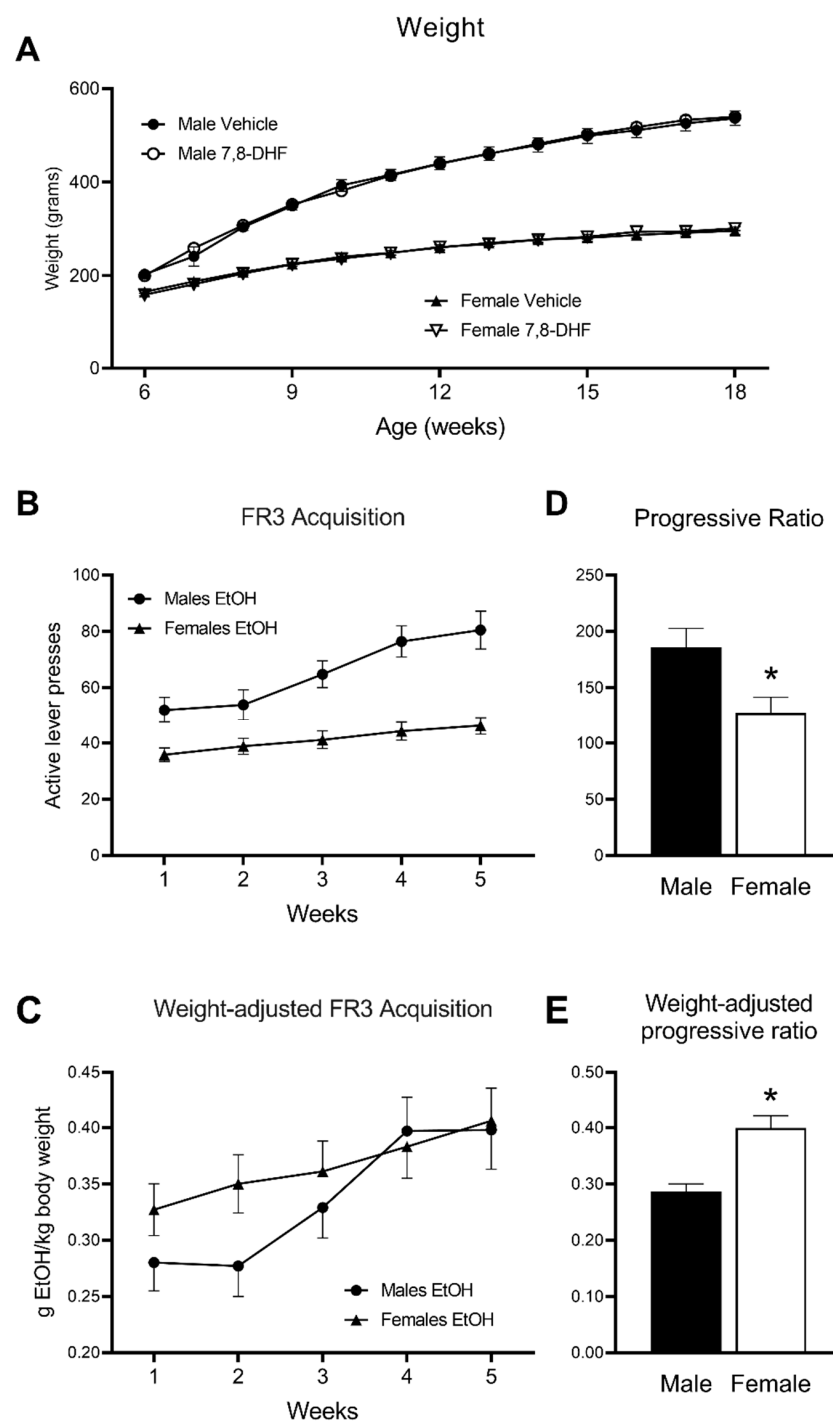 A
Weight
Weight (grams)
600
400
200
0
Male Vehicle
Male 7,8-DHF
Female Vehicle
Female 7,8-DHF
6 9 12 15 18
Age (weeks)
B
FR3 Acquisition
Active lever presses
100
80
60
40
20
0
Males EtOH
Females EtOH
1 2 3 4 5
Weeks
D
Progressive Ratio
250
200
150
100
50
0
*
Male Female
C
Weight-adjusted FR3 Acquisition
g EtOH/kg body weight
0.45
0.40
0.35
0.30
0.25
0.20
Males EtOH
Females EtOH
1 2 3 4 5
Weeks
E
Weight-adjusted
progressive ratio
0.50
0.40
0.30
0.20
0.10
0.00
*
Male Female